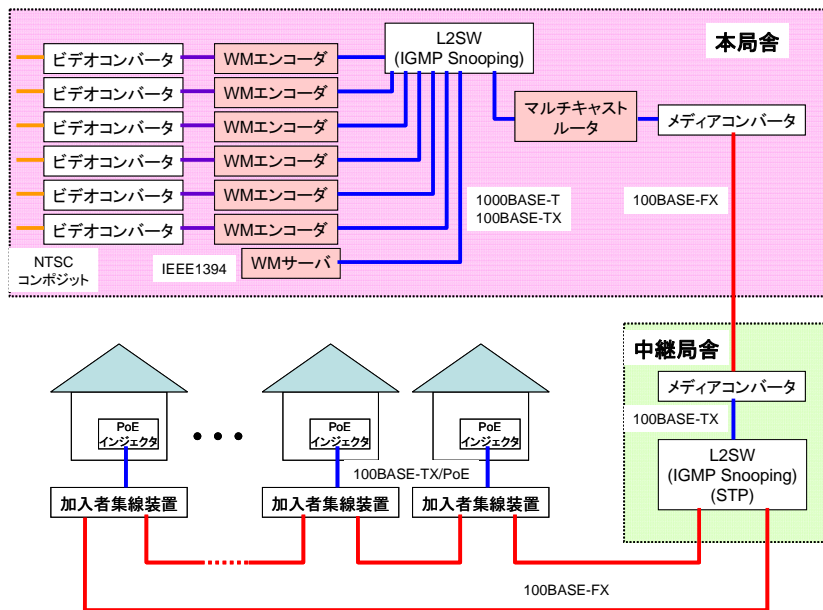 L2SW
(IGMP Snooping)
本局舎
ビデオコンバータ
WMエンコーダ
ビデオコンバータ
WMエンコーダ
マルチキャスト
ルータ
メディアコンバータ
ビデオコンバータ
WMエンコーダ
ビデオコンバータ
WMエンコーダ
ビデオコンバータ
WMエンコーダ
1000BASE-T
100BASE-TX
100BASE-FX
ビデオコンバータ
WMエンコーダ
NTSC
コンポジット
IEEE1394
WMサーバ
中継局舎
メディアコンバータ
100BASE-TX
PoE
インジェクタ
PoE
インジェクタ
PoE
インジェクタ
L2SW
(IGMP Snooping)
(STP)
100BASE-TX/PoE
加入者集線装置
加入者集線装置
加入者集線装置
100BASE-FX